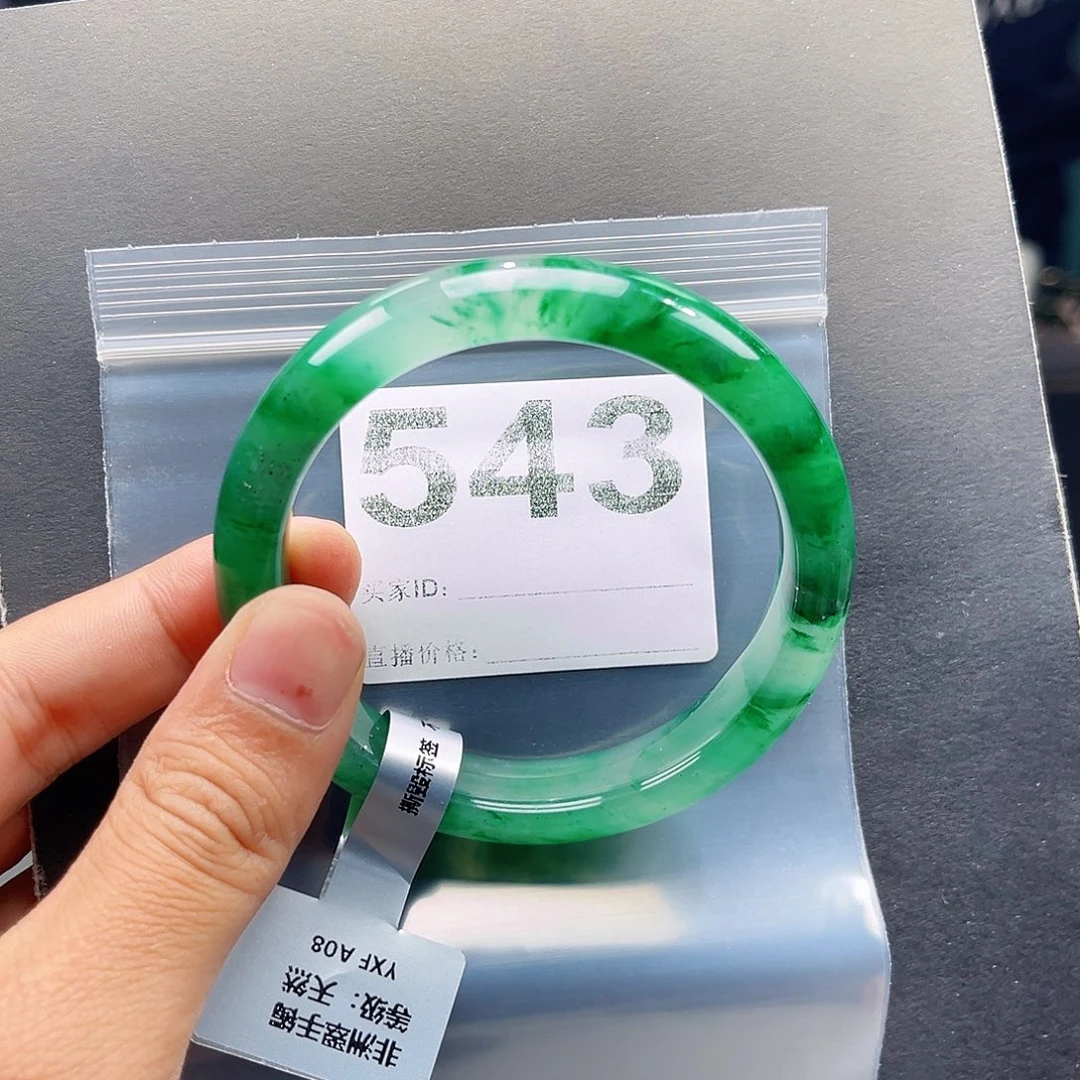 543
买家ID:
直播价格:
撕毁标签 不
非洲翠手镯
等级: 天然
YXF A08